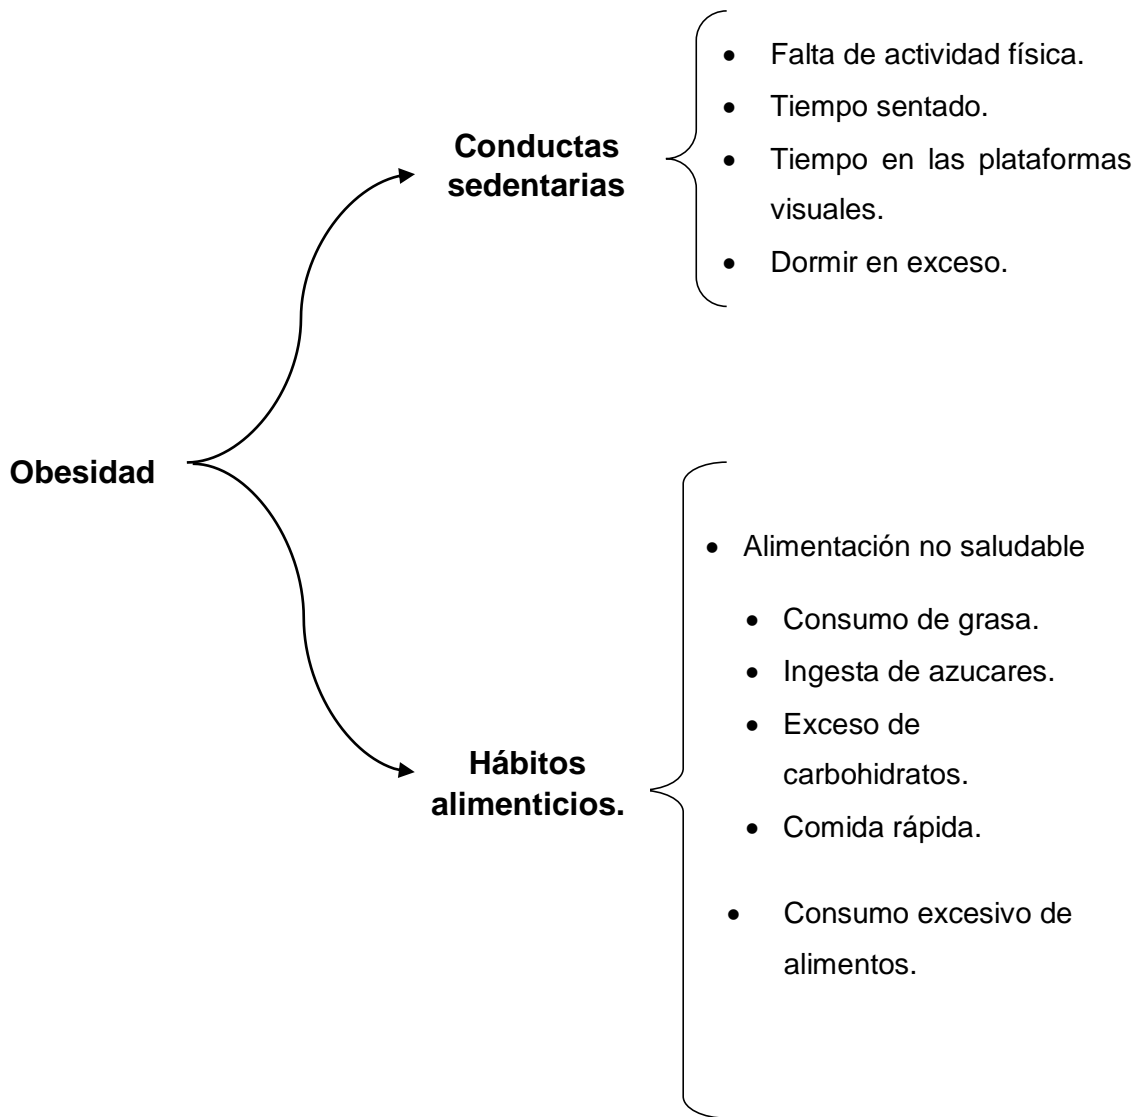 • Falta de actividad física.
• Tiempo sentado.
• Tiempo en las plataformas
visuales.
• Dormir en exceso.
Conductas
sedentarias
Obesidad
• Alimentación no saludable
• Consumo de grasa.
• Ingesta de azucares.
• Exceso de
carbohidratos.
• Comida rápida.
• Consumo excesivo de
alimentos.
Hábitos
alimenticios.